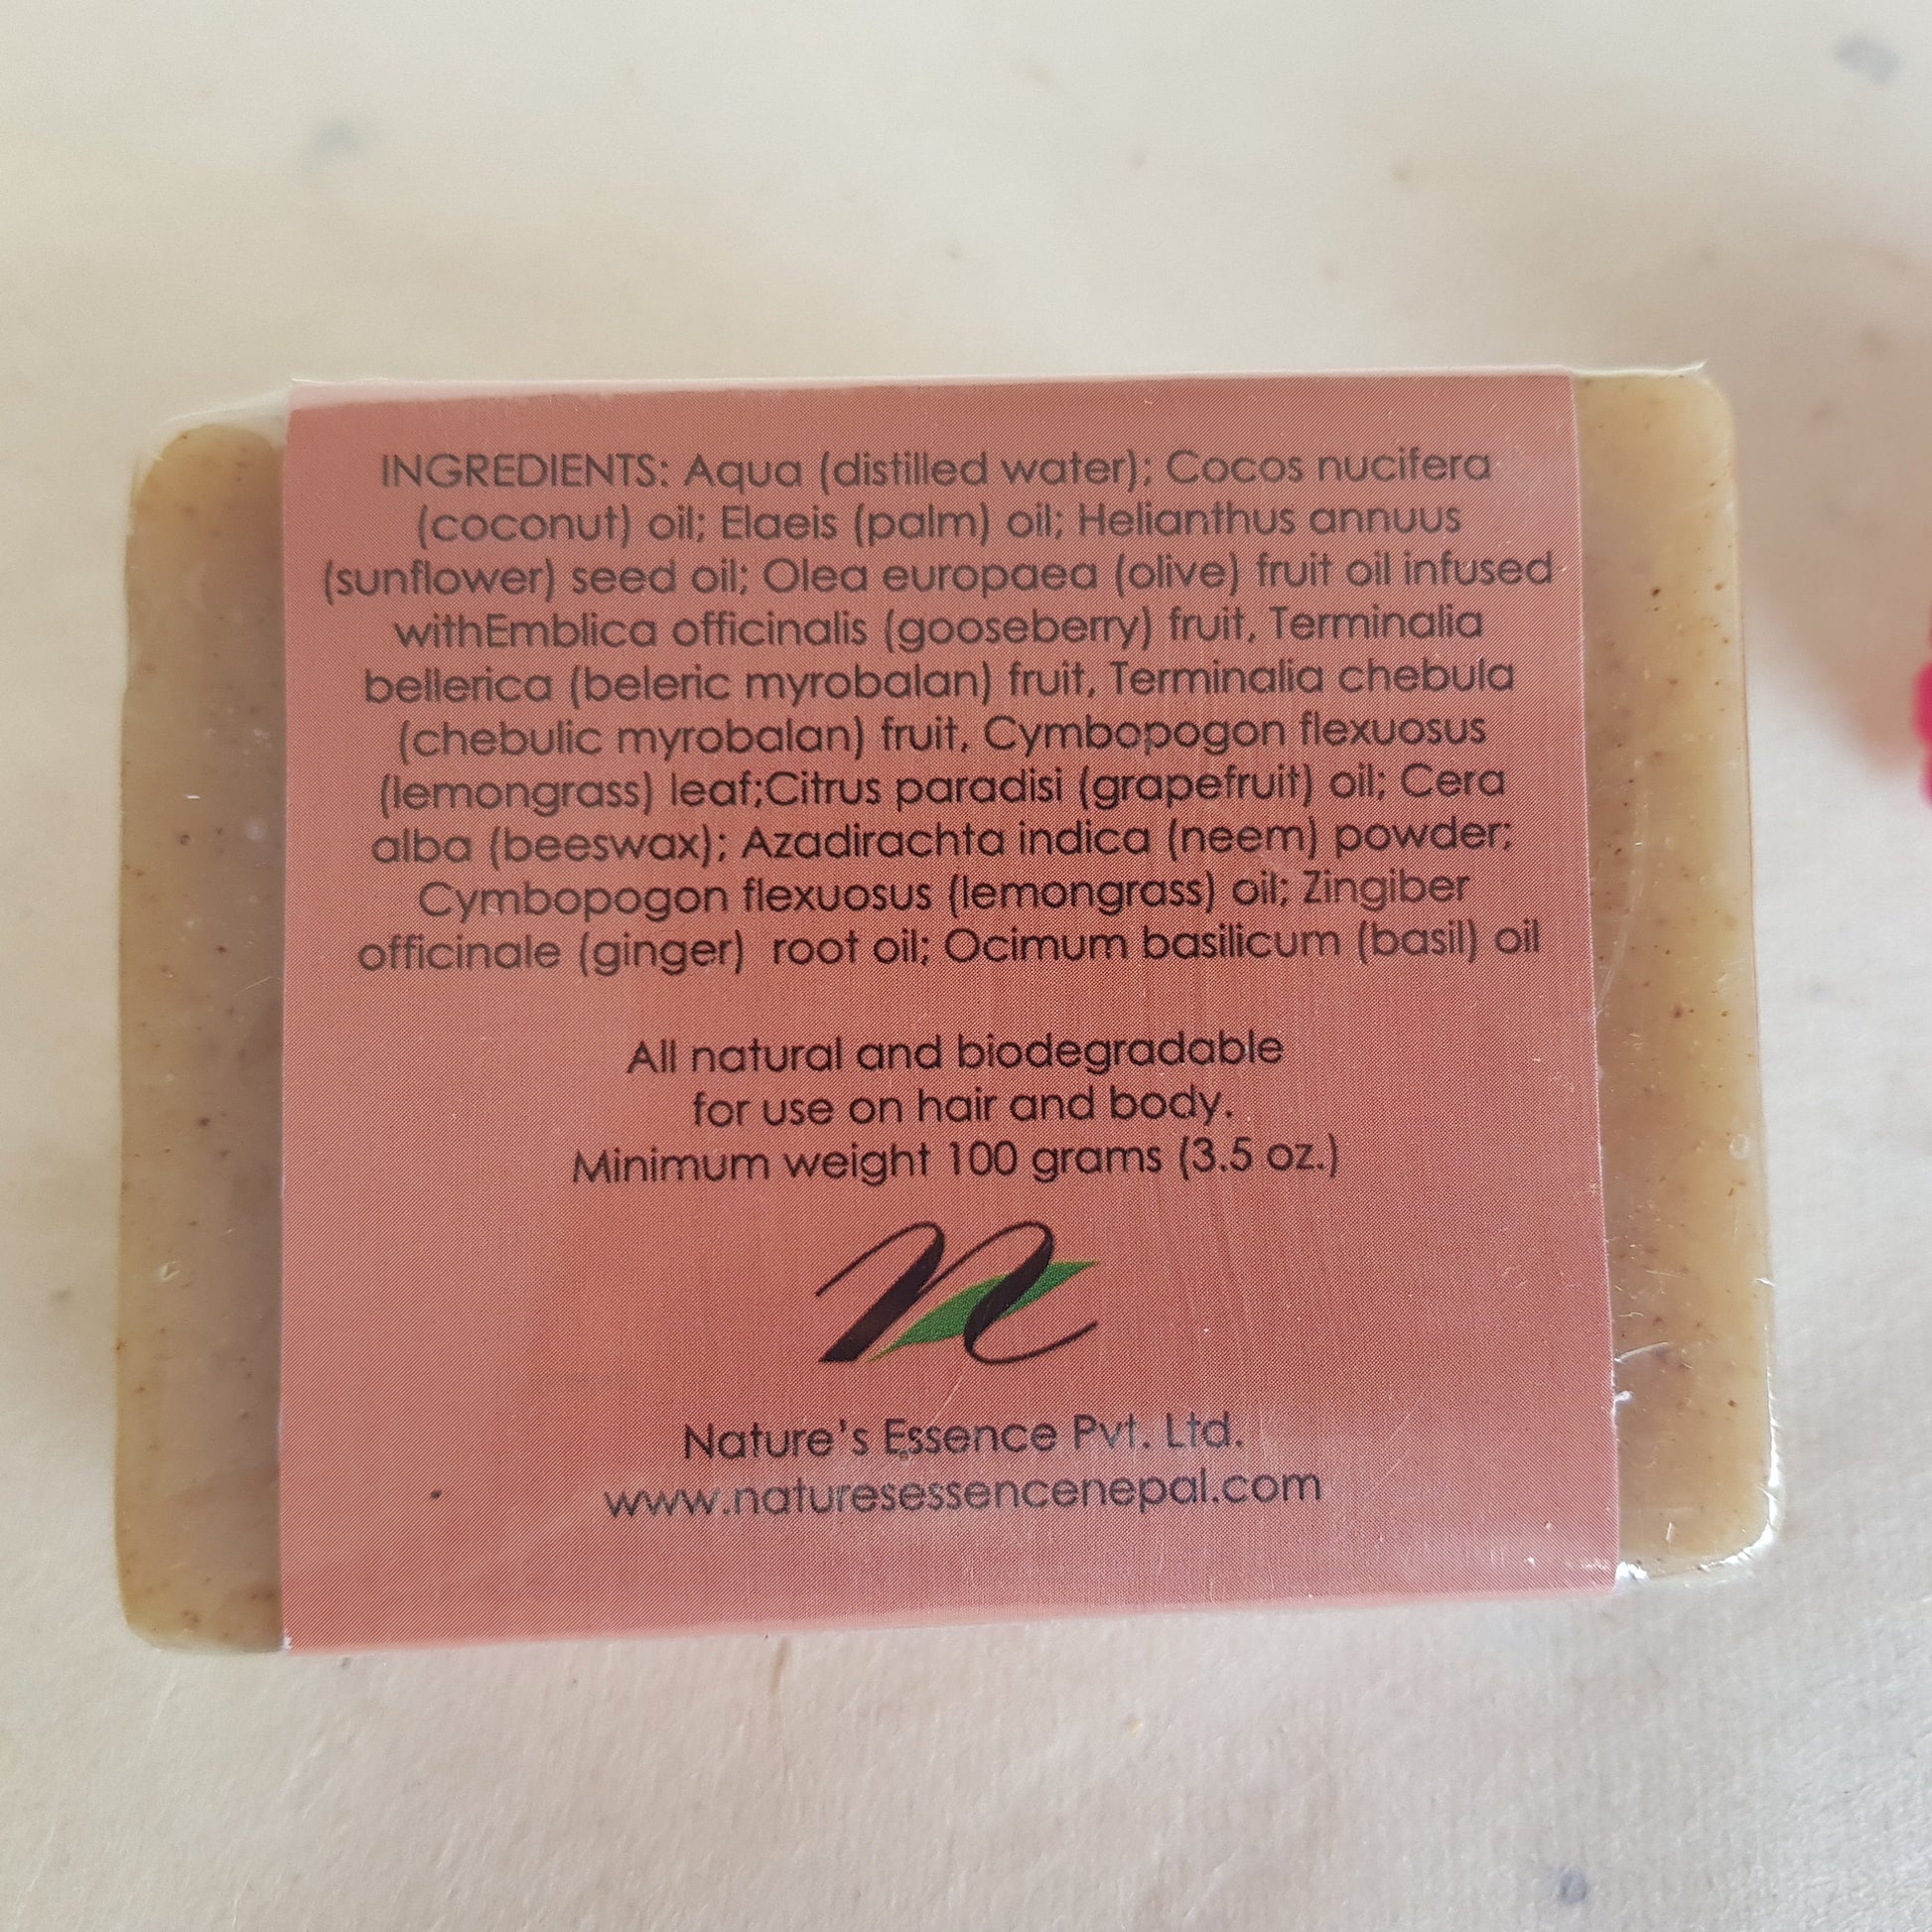 INGREDIENTS: Aqua (distilled water); Cocos nucifera
(coconut) oil; Elaeis (palm) oil; Helianthus annuus
(sunflower) seed oil; Olea europaea (olive) fruit oil infused
withEmblica officinalis (gooseberry) fruit, Terminalia
bellerica (beleric myrobalan) fruit, Terminalia chebula
(chebulic myrobalan) fruit, Cymbopogon flexuosus
(lemongrass) leaf;Citrus paradisi (grapefruit) oil; Cera
alba (beeswax); Azadirachta indica (neem) powder;
Cymbopogon flexuosus (lemongrass) oil; Zingiber
officinale (ginger)  root oil; Ocimum basilicum (basil) oil
All natural and biodegradable
for use on hair and body.
Minimum weight 100 grams (3.5 oz.)
n
Nature's Essence Pvt. Ltd.
www.naturesessencenepal.com